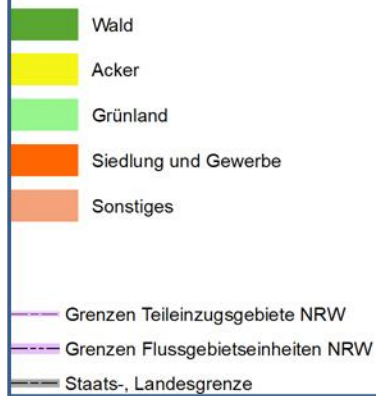 Wald
Acker
Grünland
Siedlung und Gewerbe
Sonstiges
Grenzen Teileinzugsgebiete NRW
Grenzen Flussgebietseinheiten NRW
Staats-, Landesgrenze